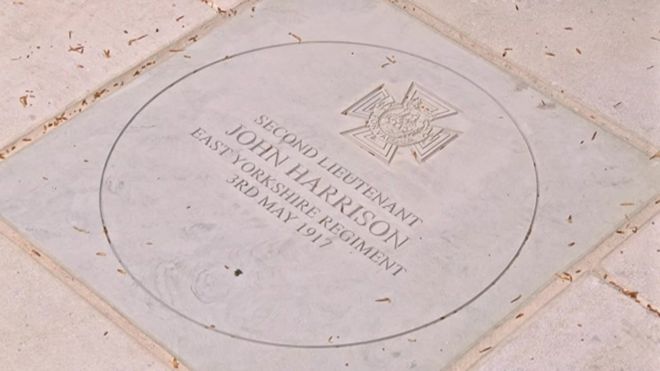 SECOND LIEUTENANT
JOHN HARRISON
EAST YORKSHIRE REGIMENT
3RD MAY 1917